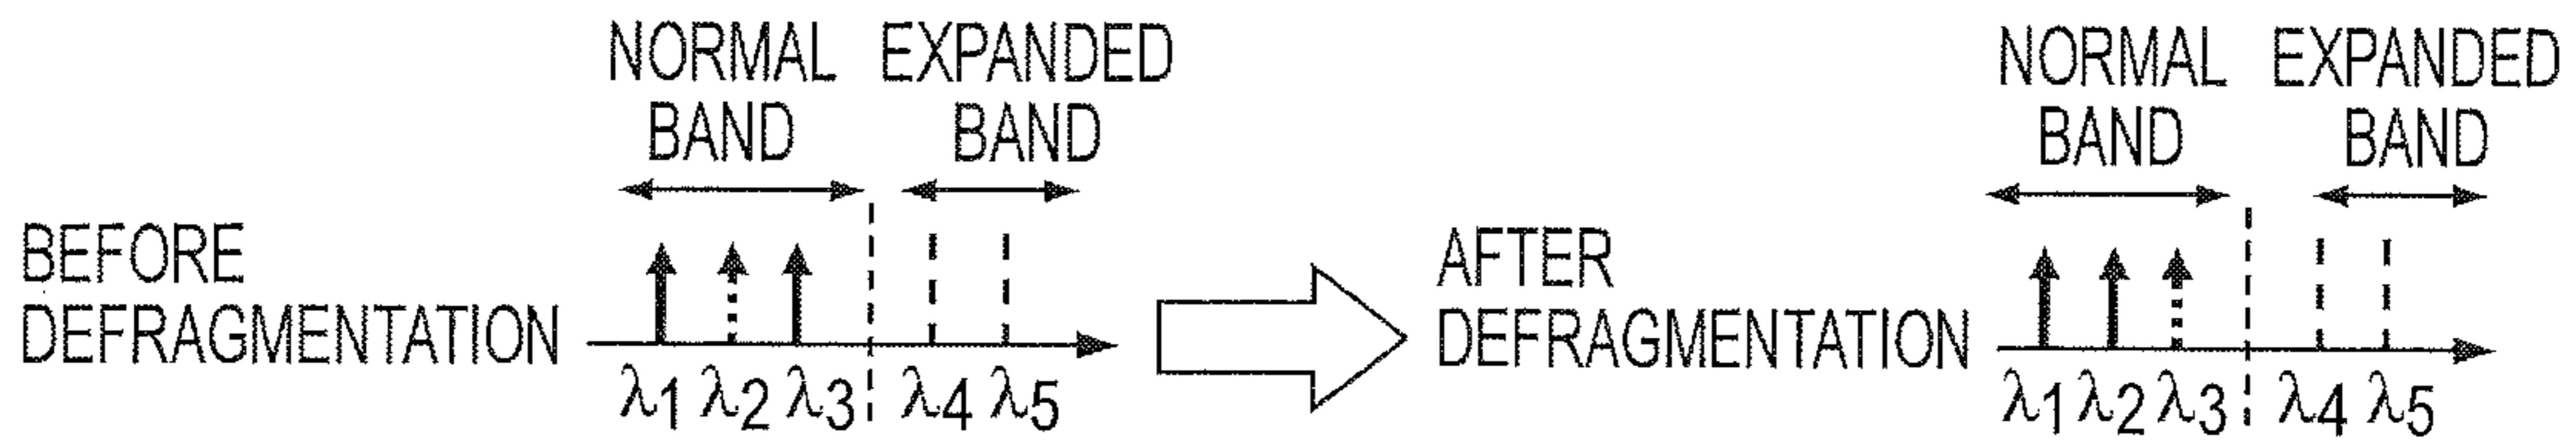 NORMAL BAND
EXPANDED BAND
BEFORE DEFRAGMENTATION
λ1 λ2 λ3 λ4 λ5
NORMAL BAND
EXPANDED BAND
AFTER DEFRAGMENTATION
λ1 λ2 λ3 λ4 λ5